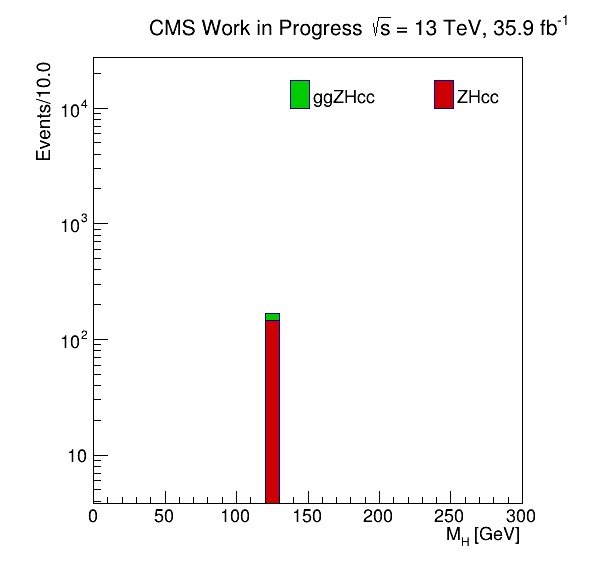 CMS Work in Progress √s = 13 TeV, 35.9 fb⁻¹
Events/10.0
ggZHcc ZHcc
10⁴
10³
10²
10
0 50 100 150 200 250 300
M_H [GeV]